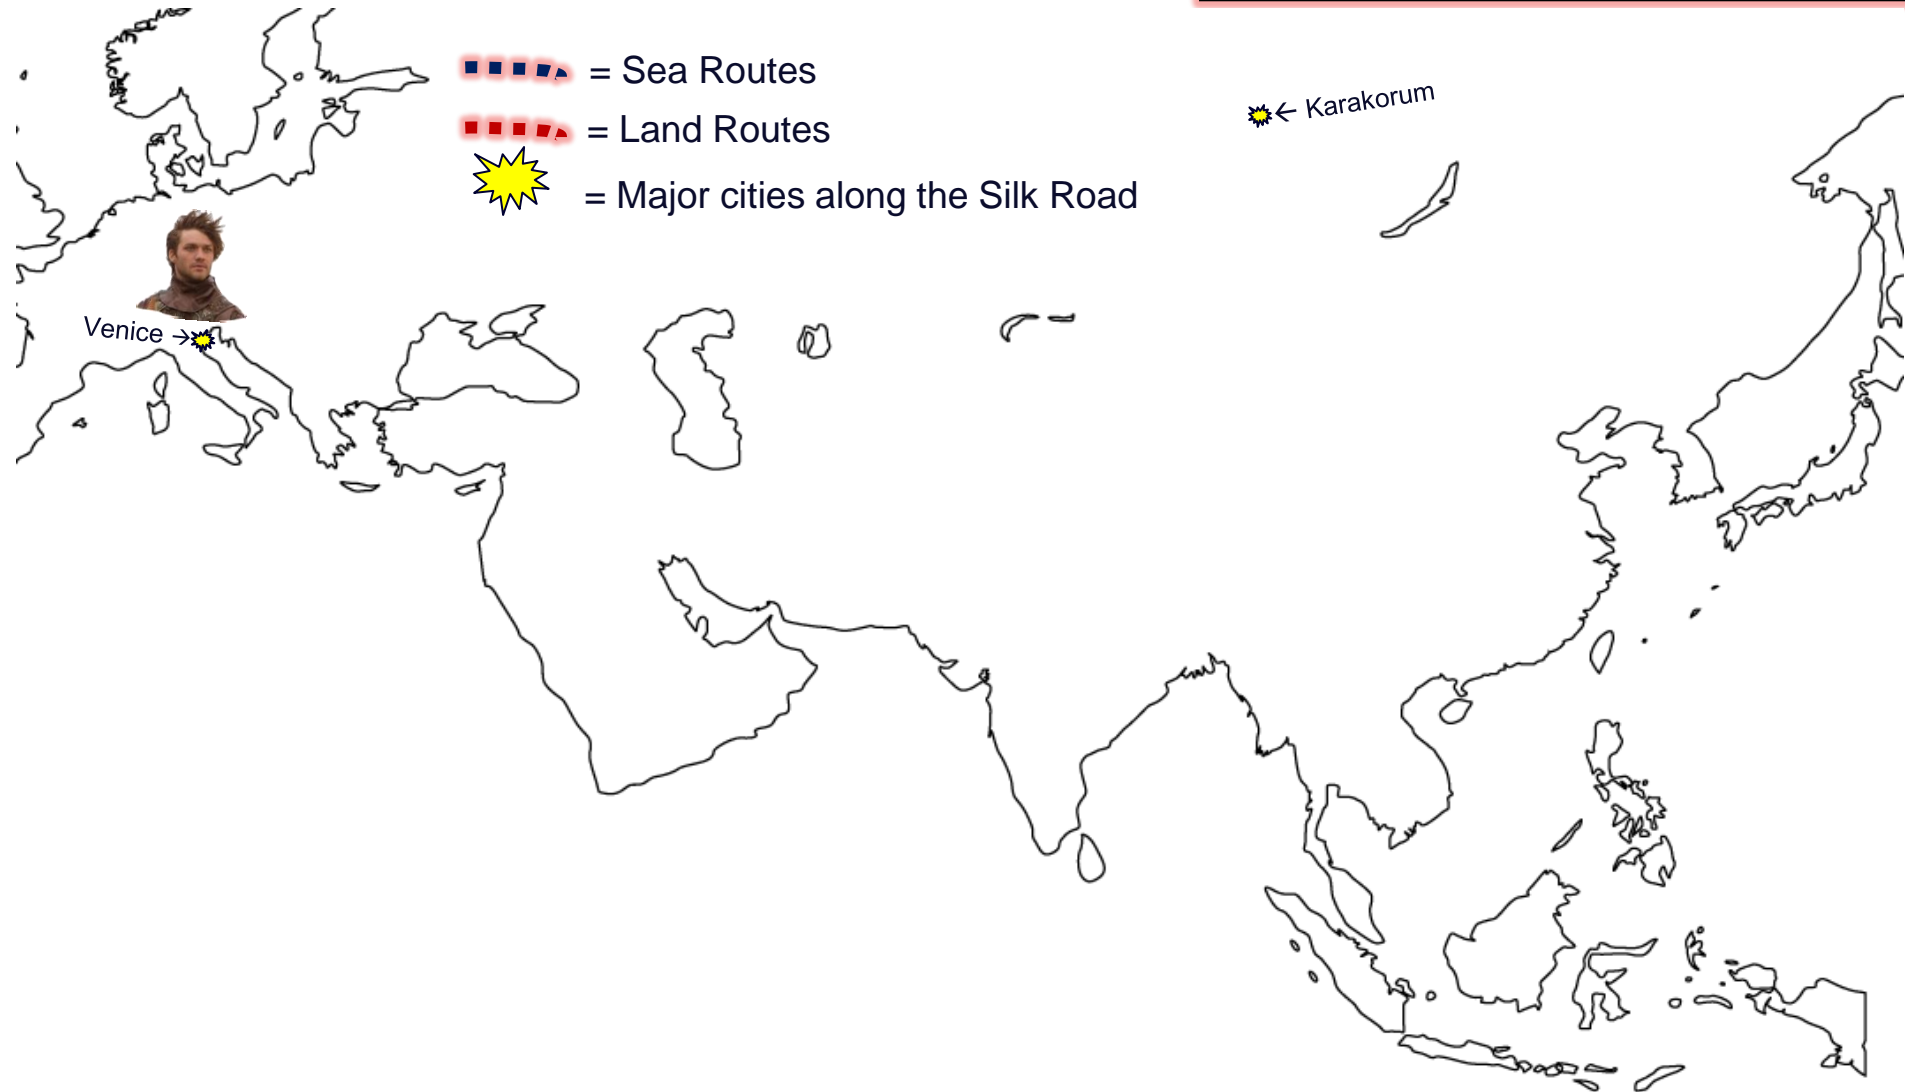 = Sea Routes
← Karakorum
= Land Routes
= Major cities along the Silk Road
Venice →